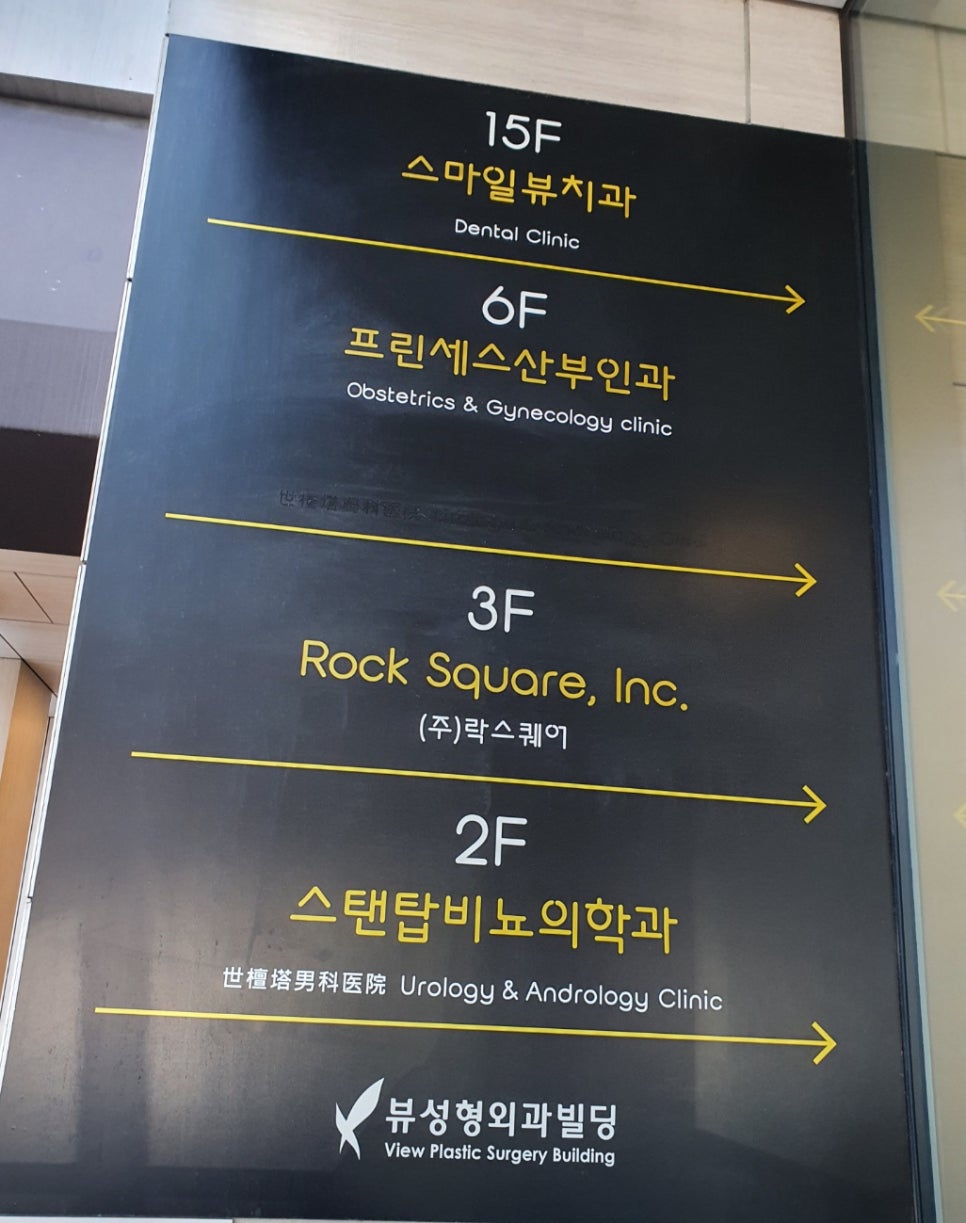 15F
스마일뷰치과
Dental Clinic
6F
프린세스산부인과
Obstetrics & Gynecology clinic
3F
Rock Square, Inc.
(주)락스퀘어
2F
스탠탑비뇨의학과
世檀塔男科医院 Urology & Andrology Clinic
뷰성형외과빌딩
View Plastic Surgery Building